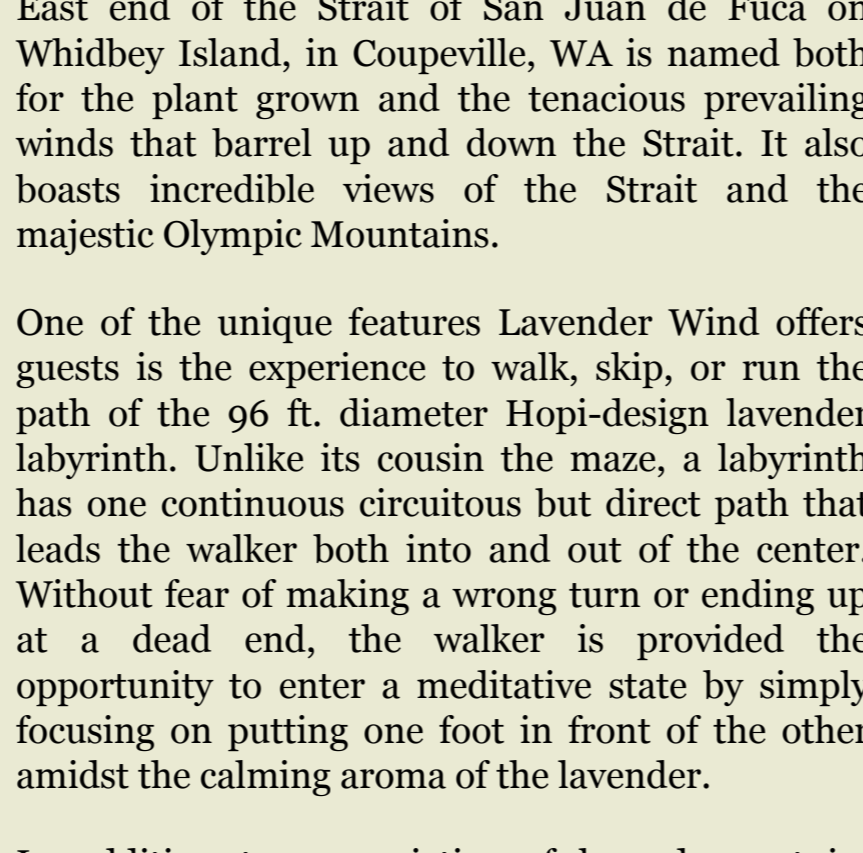 East end of the Strait of San Juan de Fuca on
Whidbey Island, in Coupeville, WA is named both
for the plant grown and the tenacious prevailing
winds that barrel up and down the Strait. It also
boasts incredible views of the Strait and the
majestic Olympic Mountains.
One of the unique features Lavender Wind offers
guests is the experience to walk, skip, or run the
path of the 96 ft. diameter Hopi-design lavender
labyrinth. Unlike its cousin the maze, a labyrinth
has one continuous circuitous but direct path that
leads the walker both into and out of the center.
Without fear of making a wrong turn or ending up
at a dead end, the walker is provided the
opportunity to enter a meditative state by simply
focusing on putting one foot in front of the other
amidst the calming aroma of the lavender.